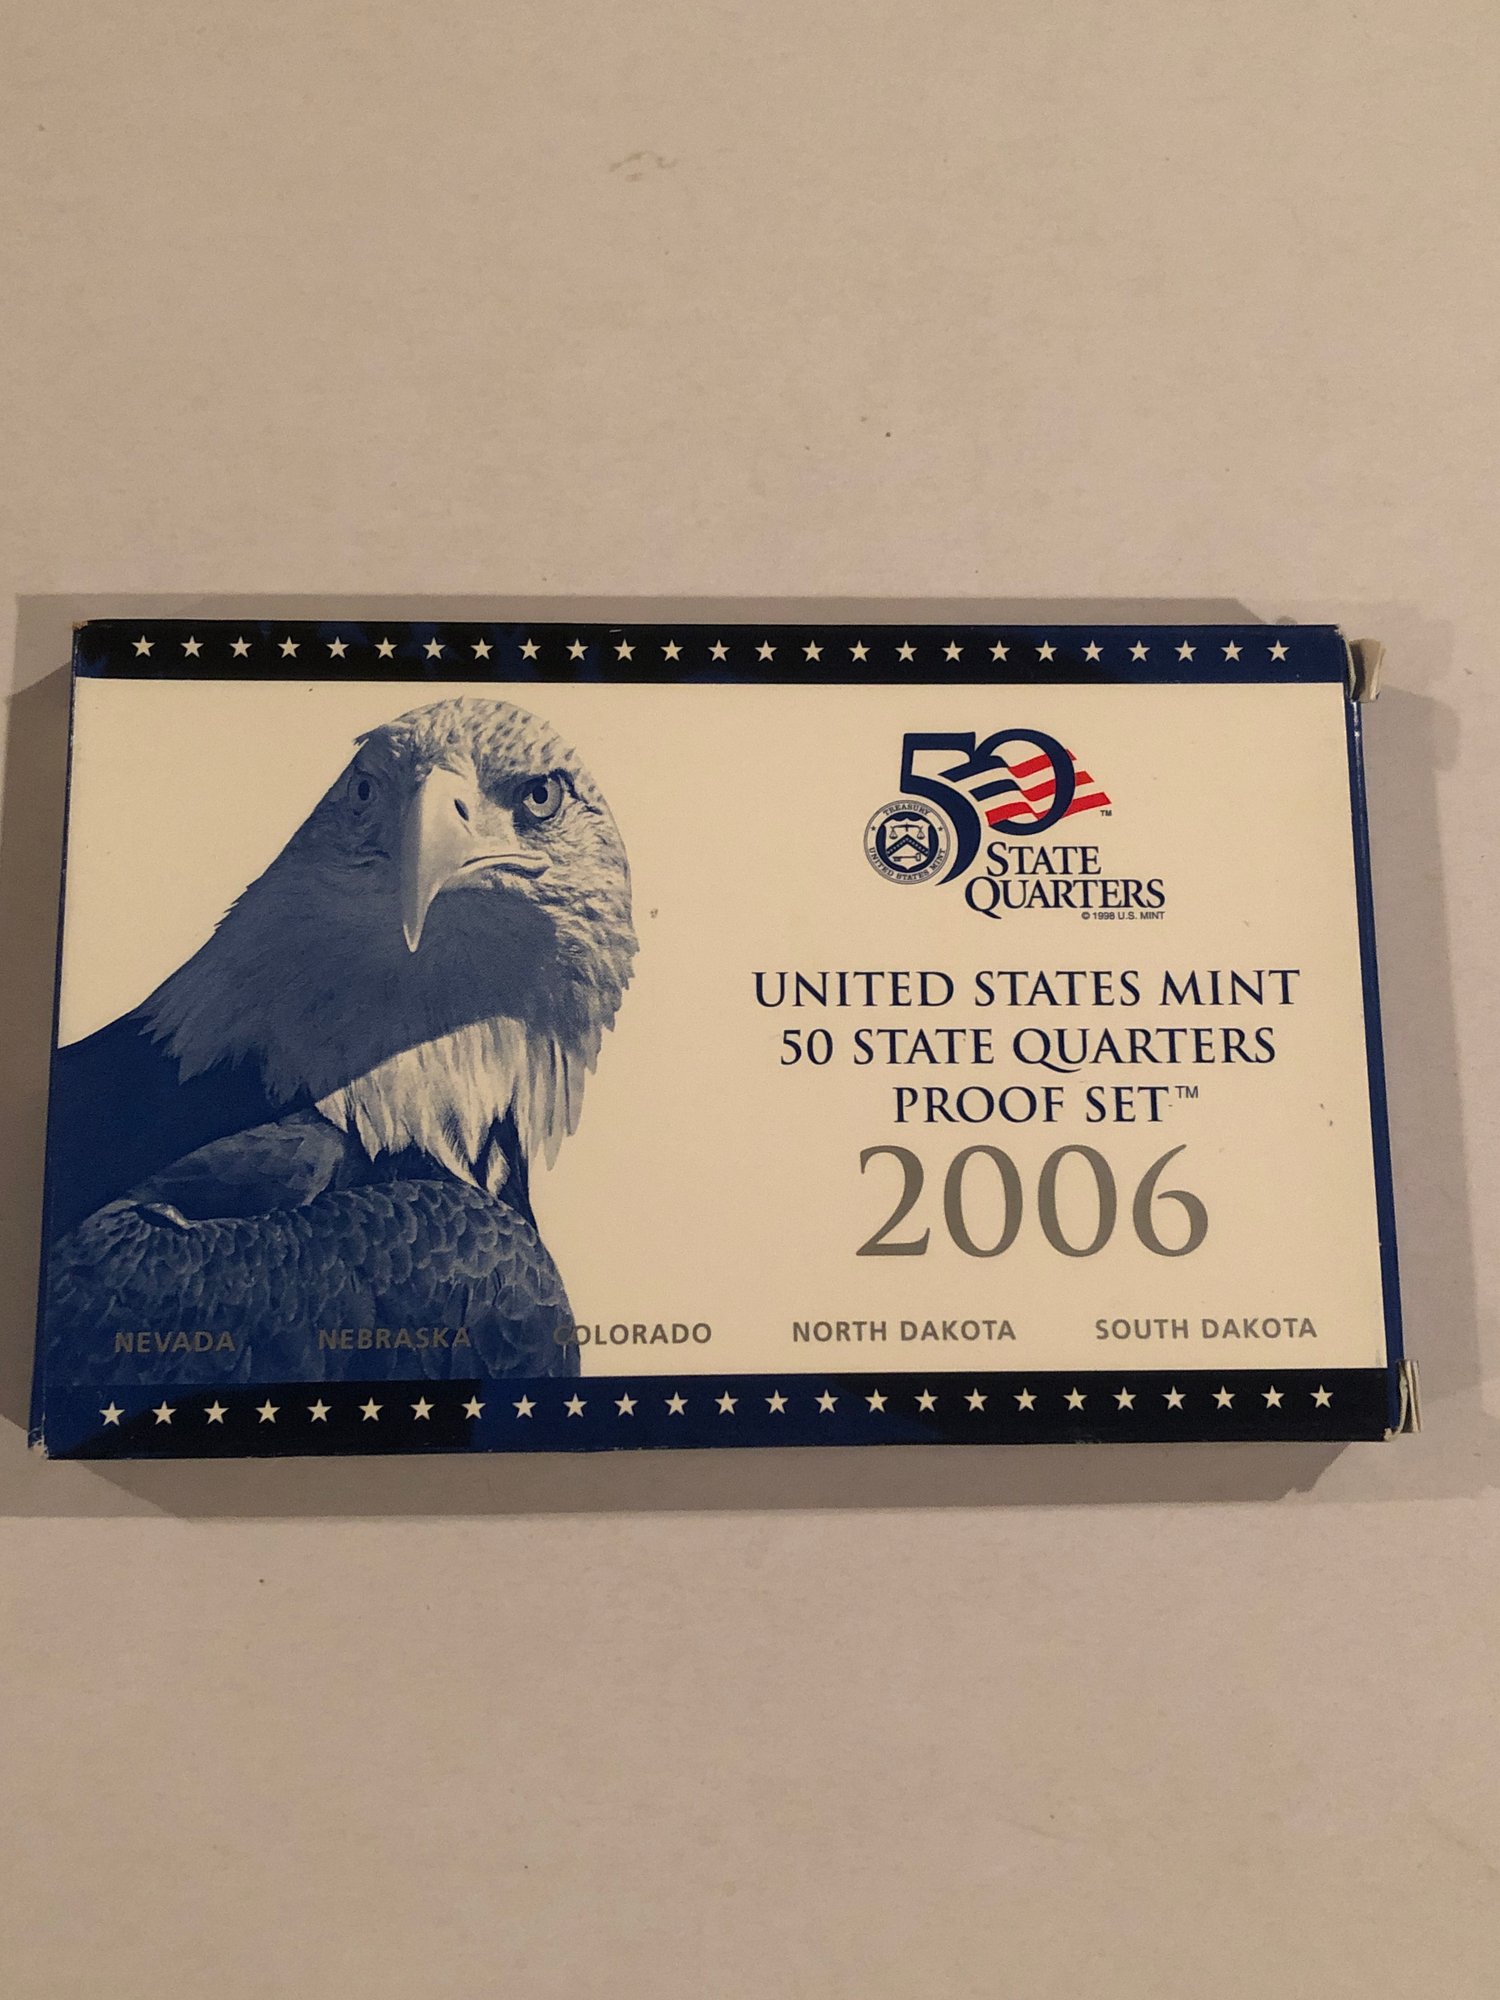 50
TM
TREASURY
UNITED STATES MINT
STATE
QUARTERS
© 1998 U.S. MINT
UNITED STATES MINT
50 STATE QUARTERS
PROOF SET™
2006
NEVADA NEBRASKA COLORADO NORTH DAKOTA SOUTH DAKOTA